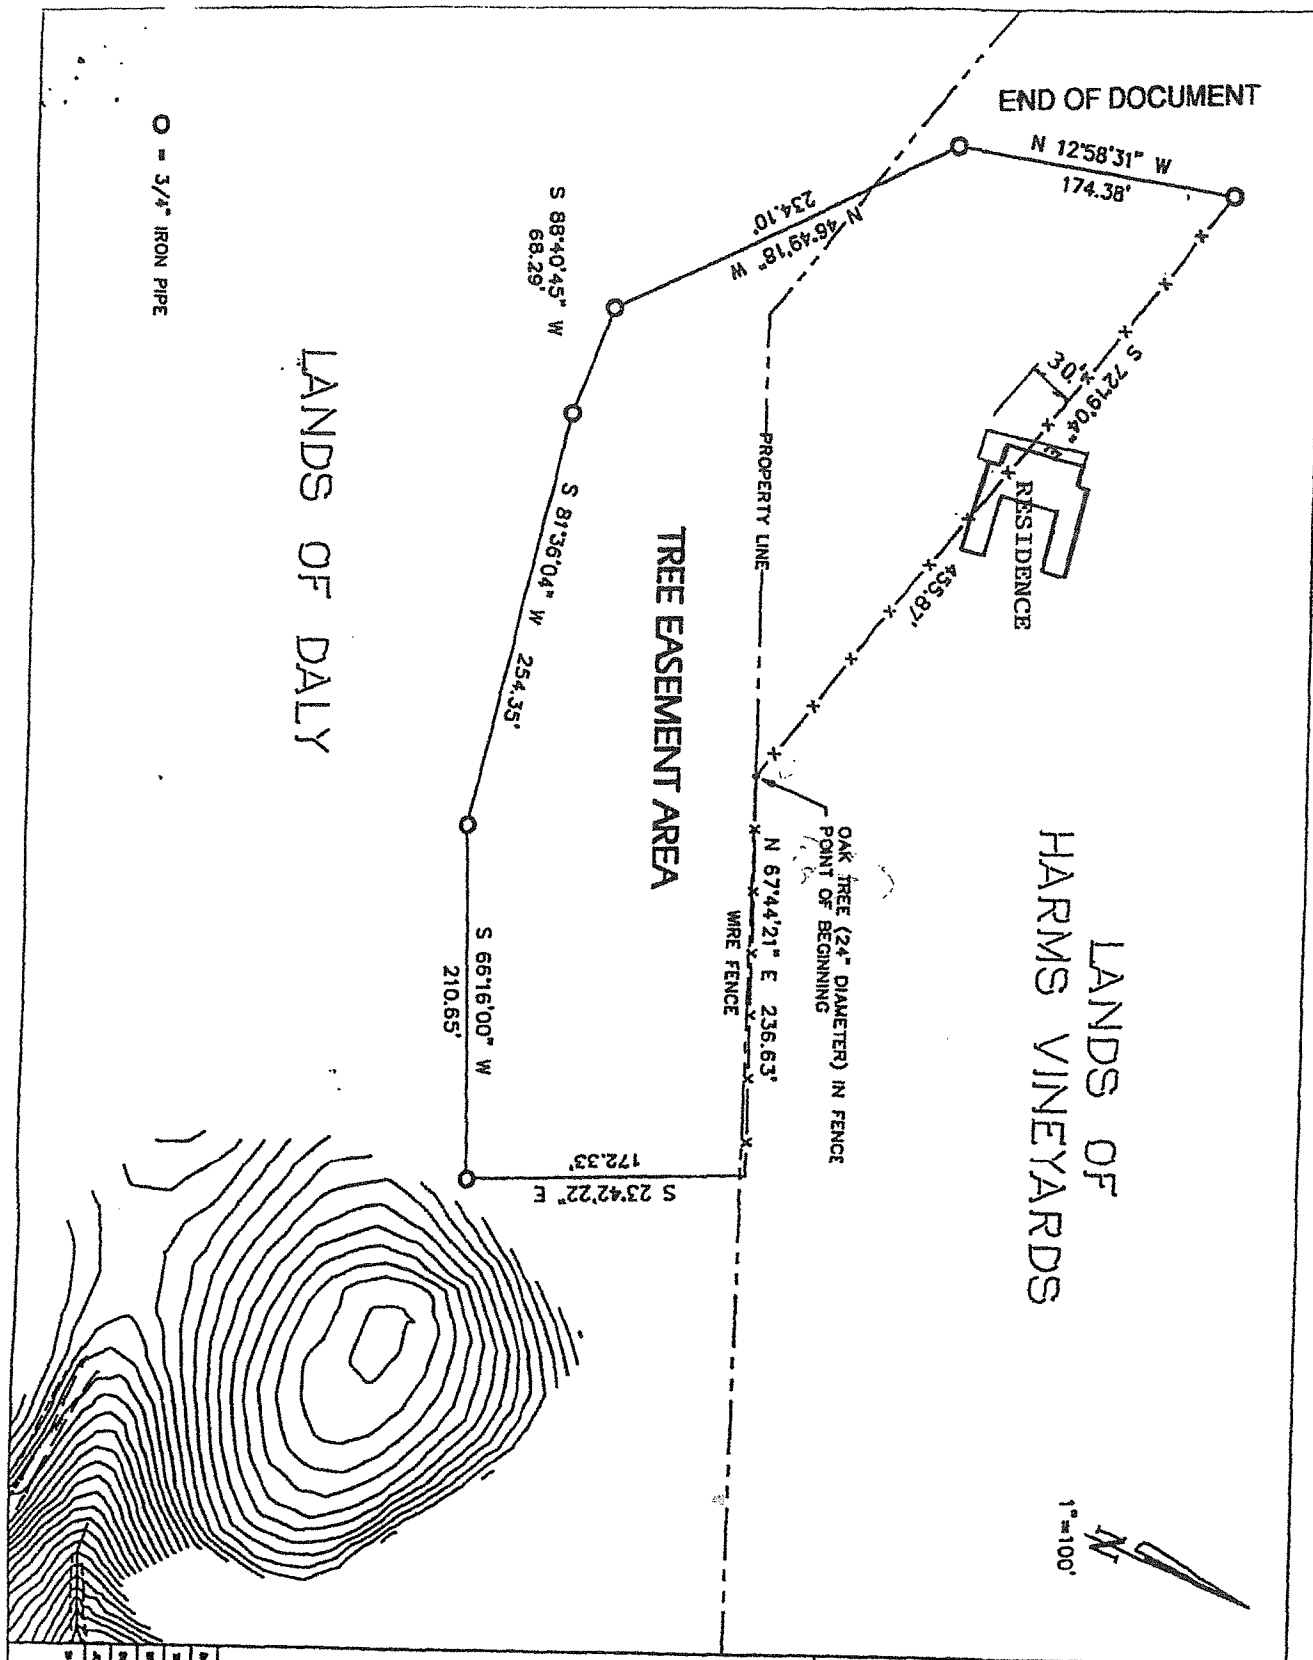 END OF DOCUMENT
N 12°58'31" W
174.38'
N 46°49'18" W
234.10'
S 88°40'45" W
68.29'
O = 3/4" IRON PIPE
LANDS OF DALY
S 81°36'04" W 254.35'
TREE EASEMENT AREA
PROPERTY LINE
30'
S 72°19'04" E
RESIDENCE
455.87'
OAK TREE (24" DIAMETER) IN FENCE
POINT OF BEGINNING
N 67°44'21" E 236.63'
WIRE FENCE
S 66°16'00" W
210.65'
S 23°42'22" E
172.33'
LANDS OF
HARMS VINEYARDS
N
1"=100'